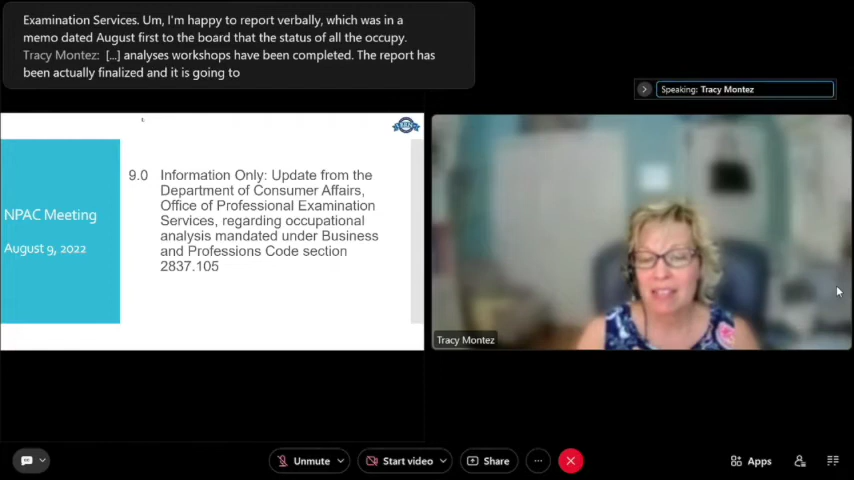 Examination Services. Um, I'm happy to report verbally, which was in a
memo dated August first to the board that the status of all the occupy.
Tracy Montez: [...] analyses workshops have been completed. The report has
been actually finalized and it is going to
Speaking: Tracy Montez
NPAC Meeting
August 9, 2022
9.0 Information Only: Update from the
Department of Consumer Affairs,
Office of Professional Examination
Services, regarding occupational
analysis mandated under Business
and Professions Code section
2837.105
Tracy Montez
Unmute
Start video
Share
Apps